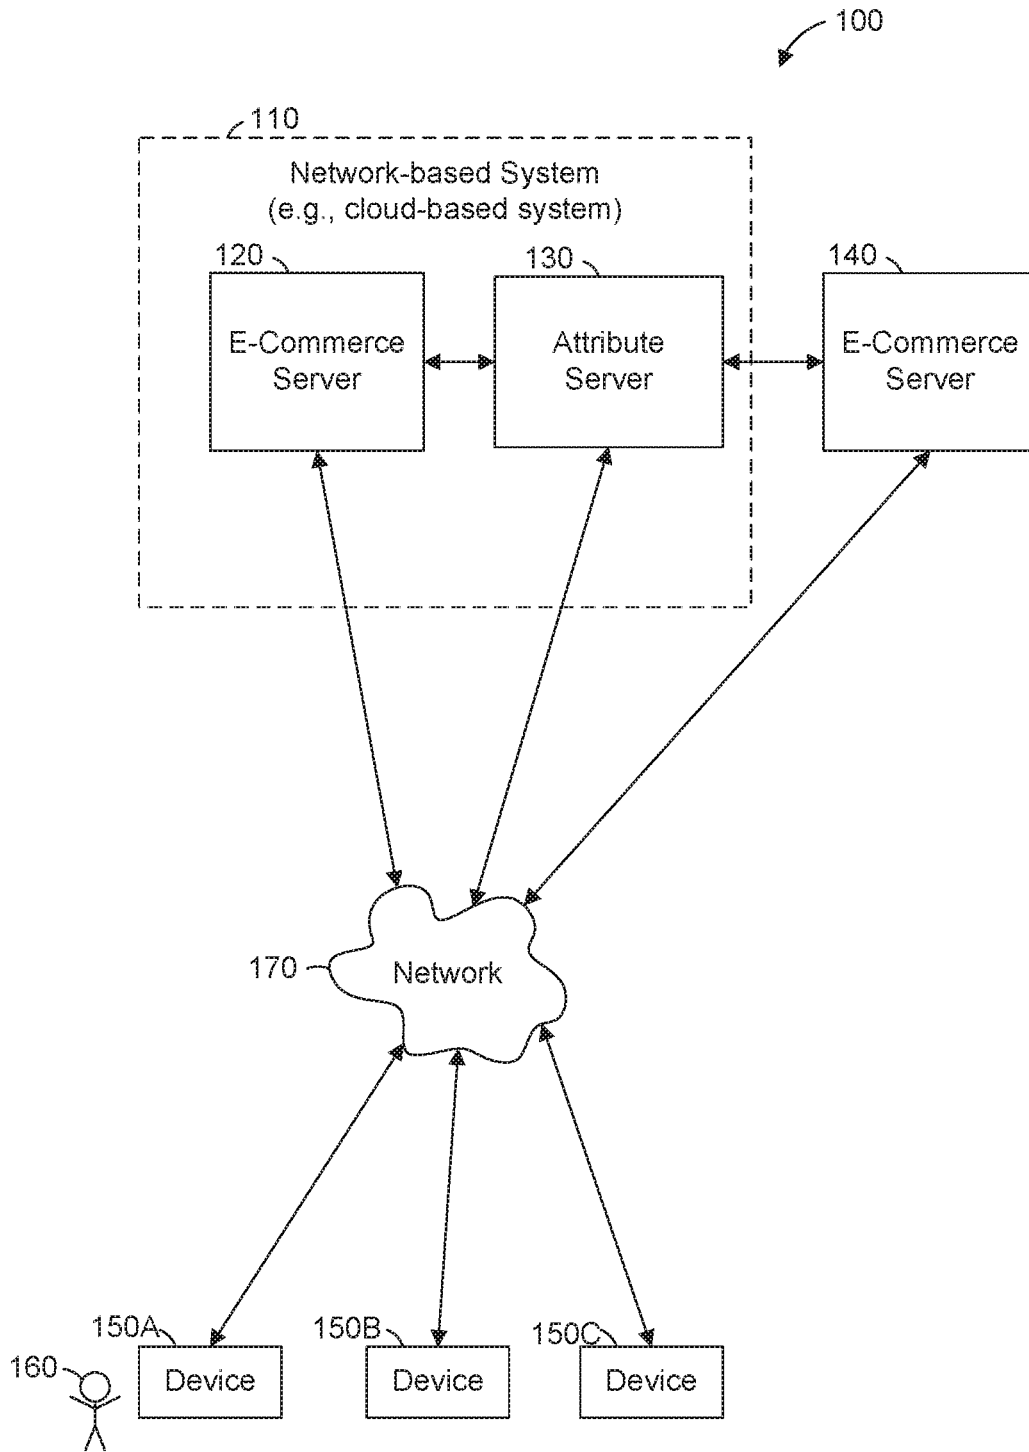 100
110
Network-based System
(e.g., cloud-based system)
120
130
140
E-Commerce
Server
Attribute
Server
E-Commerce
Server
170
Network
150A
150B
150C
160
Device
Device
Device